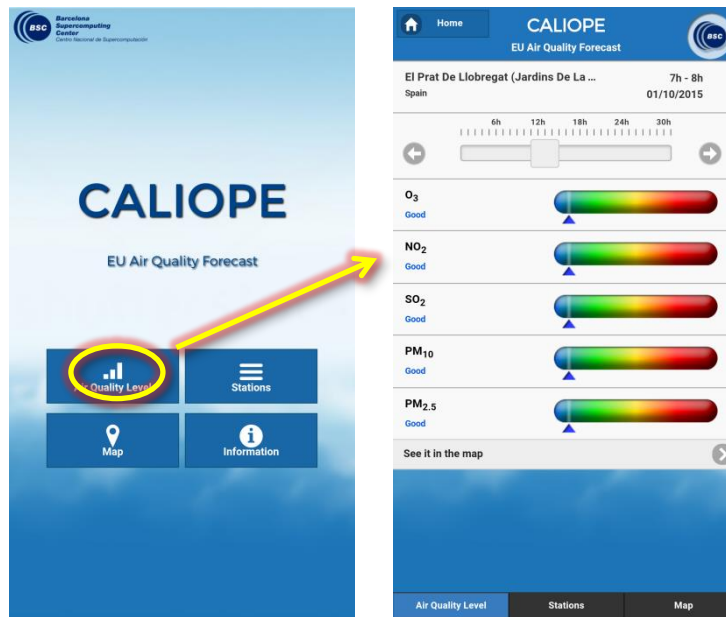 BSC
Barcelona
Supercomputing
Center
Centro Nacional de Supercomputación
CALIOPE
EU Air Quality Forecast
Air Quality Level
Stations
Map
Information
Home
CALIOPE
EU Air Quality Forecast
BSC
El Prat De Llobregat (Jardins De La ...
7h - 8h
Spain
01/10/2015
6h 12h 18h 24h 30h
O3
Good
NO2
Good
SO2
Good
PM10
Good
PM2.5
Good
See it in the map
Air Quality Level
Stations
Map